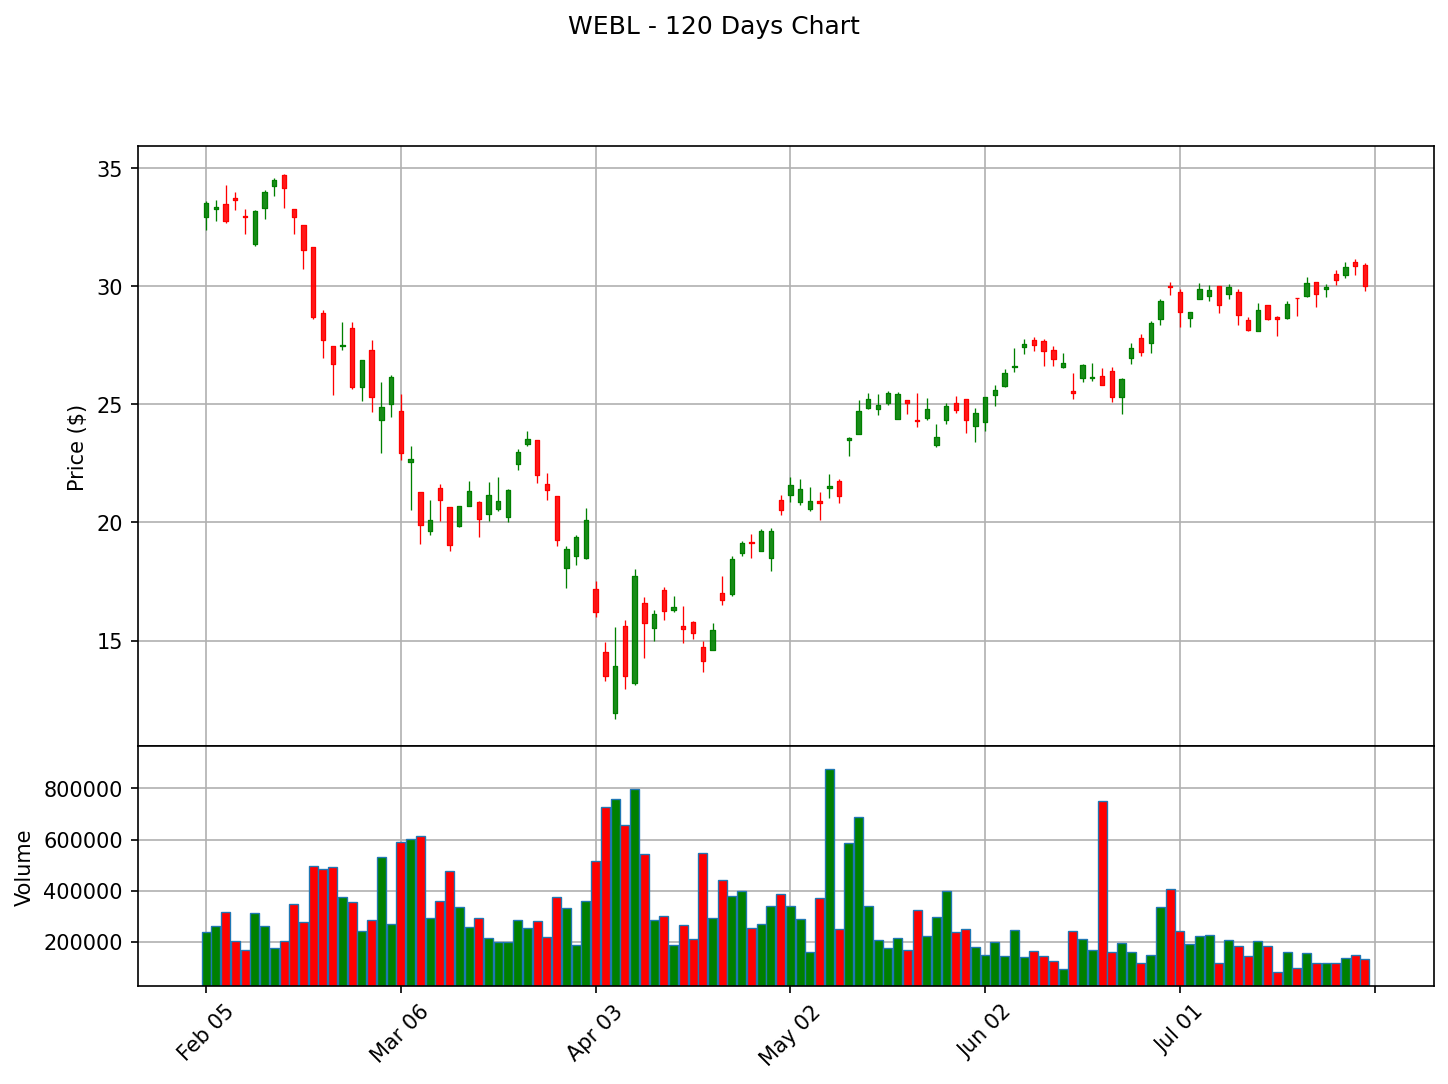 WEBL - 120 Days Chart
35
30
25
20
15
Price ($)
800000
600000
400000
200000
Volume
Feb 05
Mar 06
Apr 03
May 02
Jun 02
Jul 01